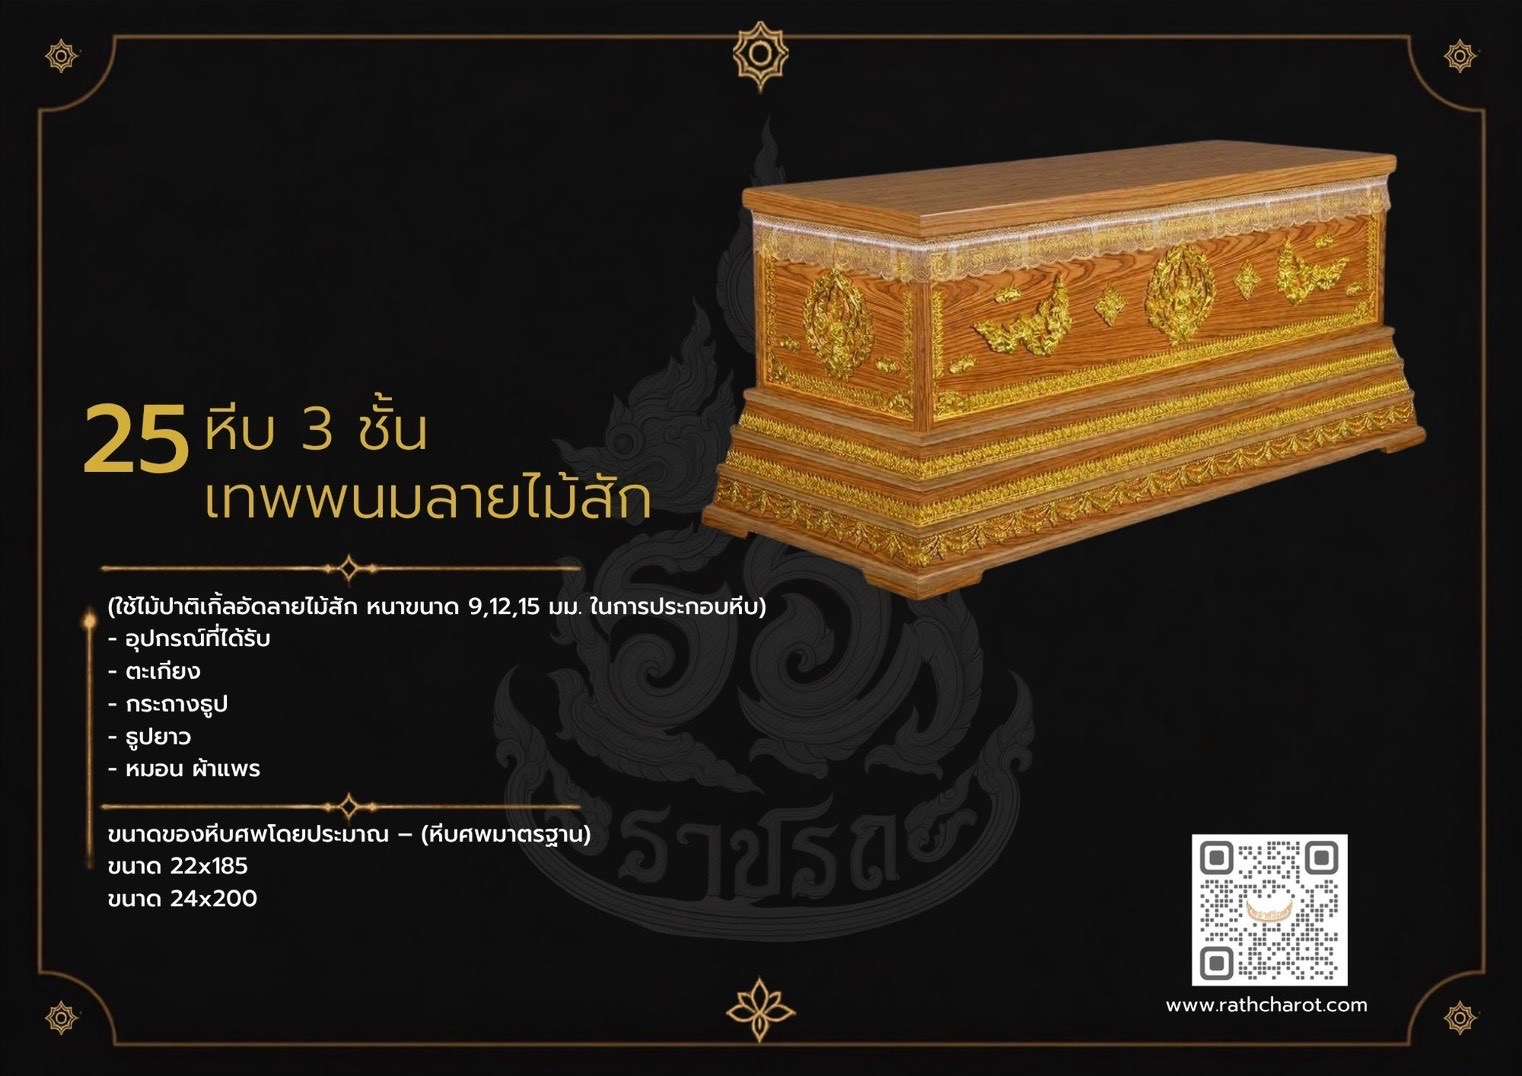 25 หีบ 3 ชั้น
เทพพนมลายไม้สัก
(ใช้ไม้ปาติเกิ้ลอัดลายไม้สัก หนาขนาด 9,12,15 มม. ในการประกอบหีบ)
- อุปกรณ์ที่ได้รับ
- ตะเกียง
- กระถางธูป
- ธูปยาว
- หมอน ผ้าแพร
ขนาดของหีบศพโดยประมาณ – (หีบศพมาตรฐาน)
ขนาด 22x185
ขนาด 24x200
ราชรถ
www.rathcharot.com